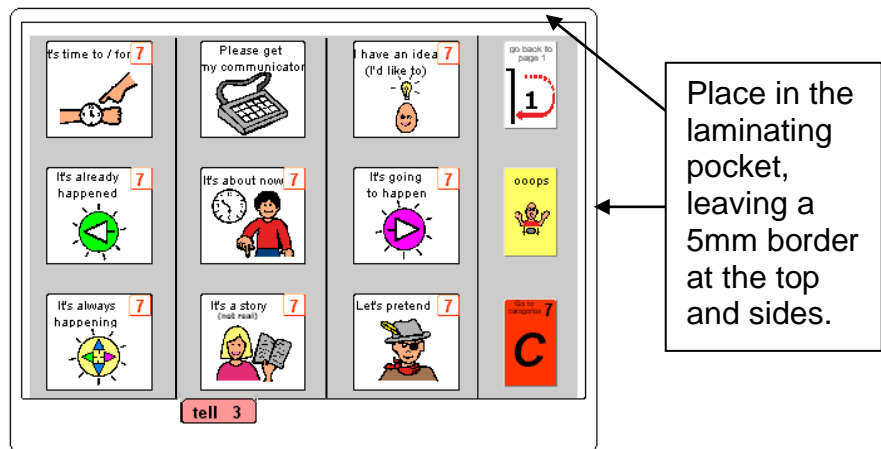 t's time to / for 7
Please get
my communicator
I have an idea 7
(I'd like to)
go back to
page 1
1
It's already 7
happened
It's about now 7
It's going 7
to happen
ooops
It's always 7
happening
It's a story 7
(not real)
Let's pretend 7
Go to
categories 7
C
tell 3
Place in the
laminating
pocket,
leaving a
5mm border
at the top
and sides.